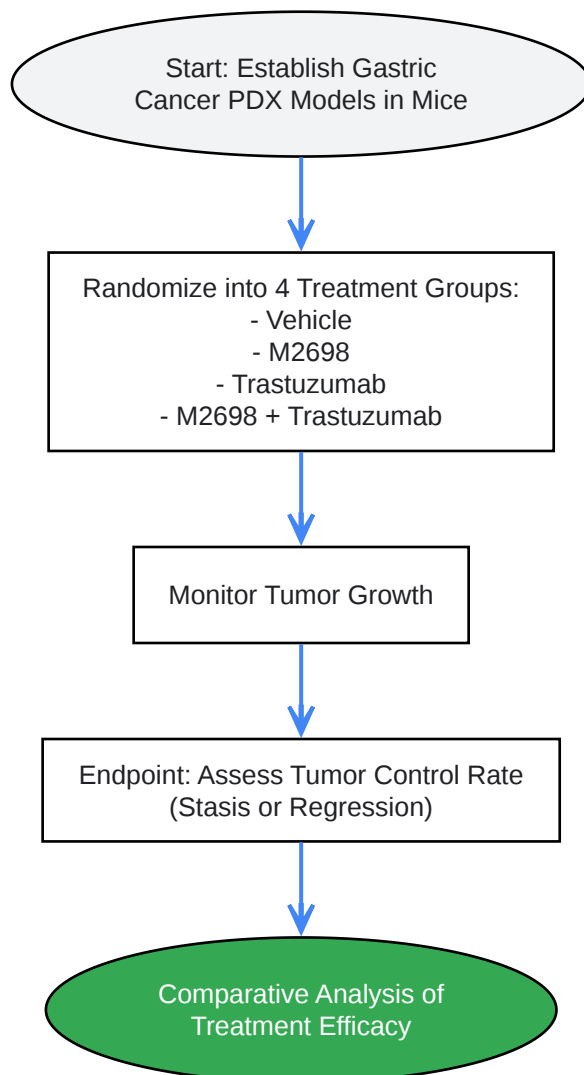 Start: Establish Gastric
Cancer PDX Models in Mice
Randomize into 4 Treatment Groups:
- Vehicle
- M2698
- Trastuzumab
- M2698 + Trastuzumab
Monitor Tumor Growth
Endpoint: Assess Tumor Control Rate
(Stasis or Regression)
Comparative Analysis of
Treatment Efficacy